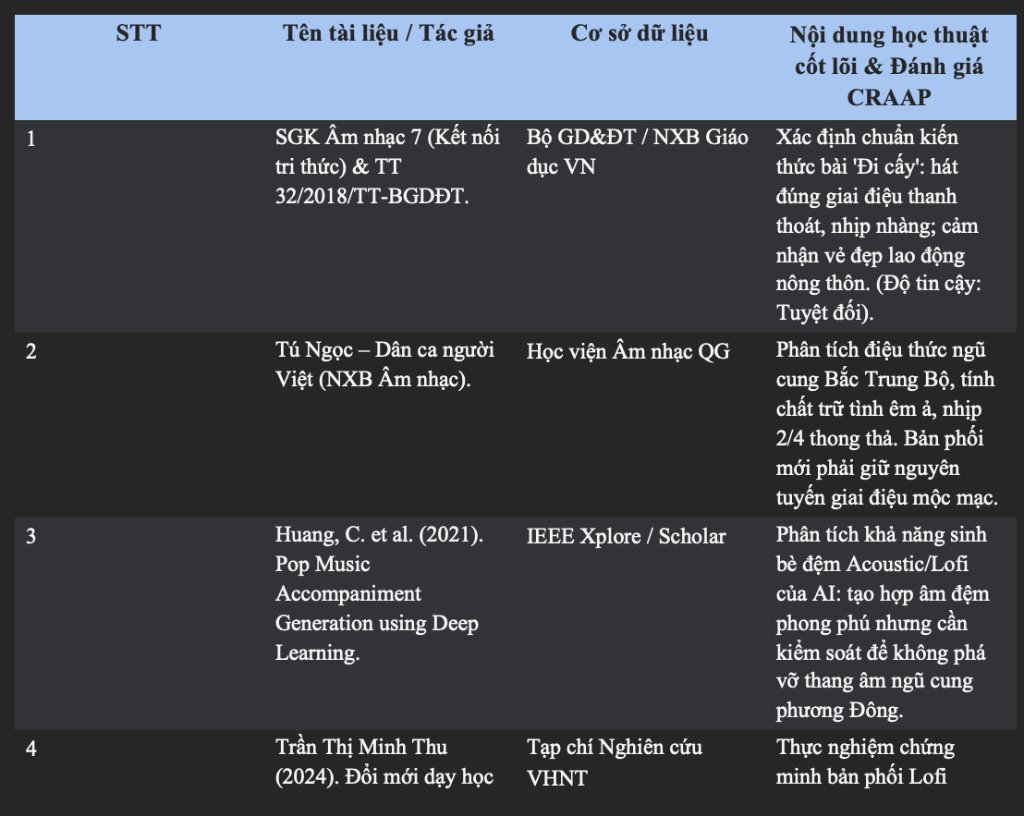 STT
Tên tài liệu / Tác giả
Cơ sở dữ liệu
Nội dung học thuật
cốt lõi & Đánh giá
CRAAP
1
SGK Âm nhạc 7 (Kết nối
tri thức) & TT
32/2018/TT-BGDĐT.
Bộ GD&ĐT / NXB Giáo
dục VN
Xác định chuẩn kiến
thức bài 'Đi cấy': hát
đúng giai điệu thanh
thoát, nhịp nhàng; cảm
nhận vẻ đẹp lao động
nông thôn. (Độ tin cậy:
Tuyệt đối).
2
Tú Ngọc – Dân ca người
Việt (NXB Âm nhạc).
Học viện Âm nhạc QG
Phân tích điệu thức ngũ
cung Bắc Trung Bộ, tính
chất trữ tình êm ả, nhịp
2/4 thong thả. Bản phối
mới phải giữ nguyên
tuyến giai điệu mộc mạc.
3
Huang, C. et al. (2021).
Pop Music
Accompaniment
Generation using Deep
Learning.
IEEE Xplore / Scholar
Phân tích khả năng sinh
bè đệm Acoustic/Lofi
của AI: tạo hợp âm đệm
phong phú nhưng cần
kiểm soát để không phá
vỡ thang âm ngũ cung
phương Đông.
4
Trần Thị Minh Thu
(2024). Đổi mới dạy học
Tạp chí Nghiên cứu
VHNT
Thực nghiệm chứng
minh bản phối Lofi